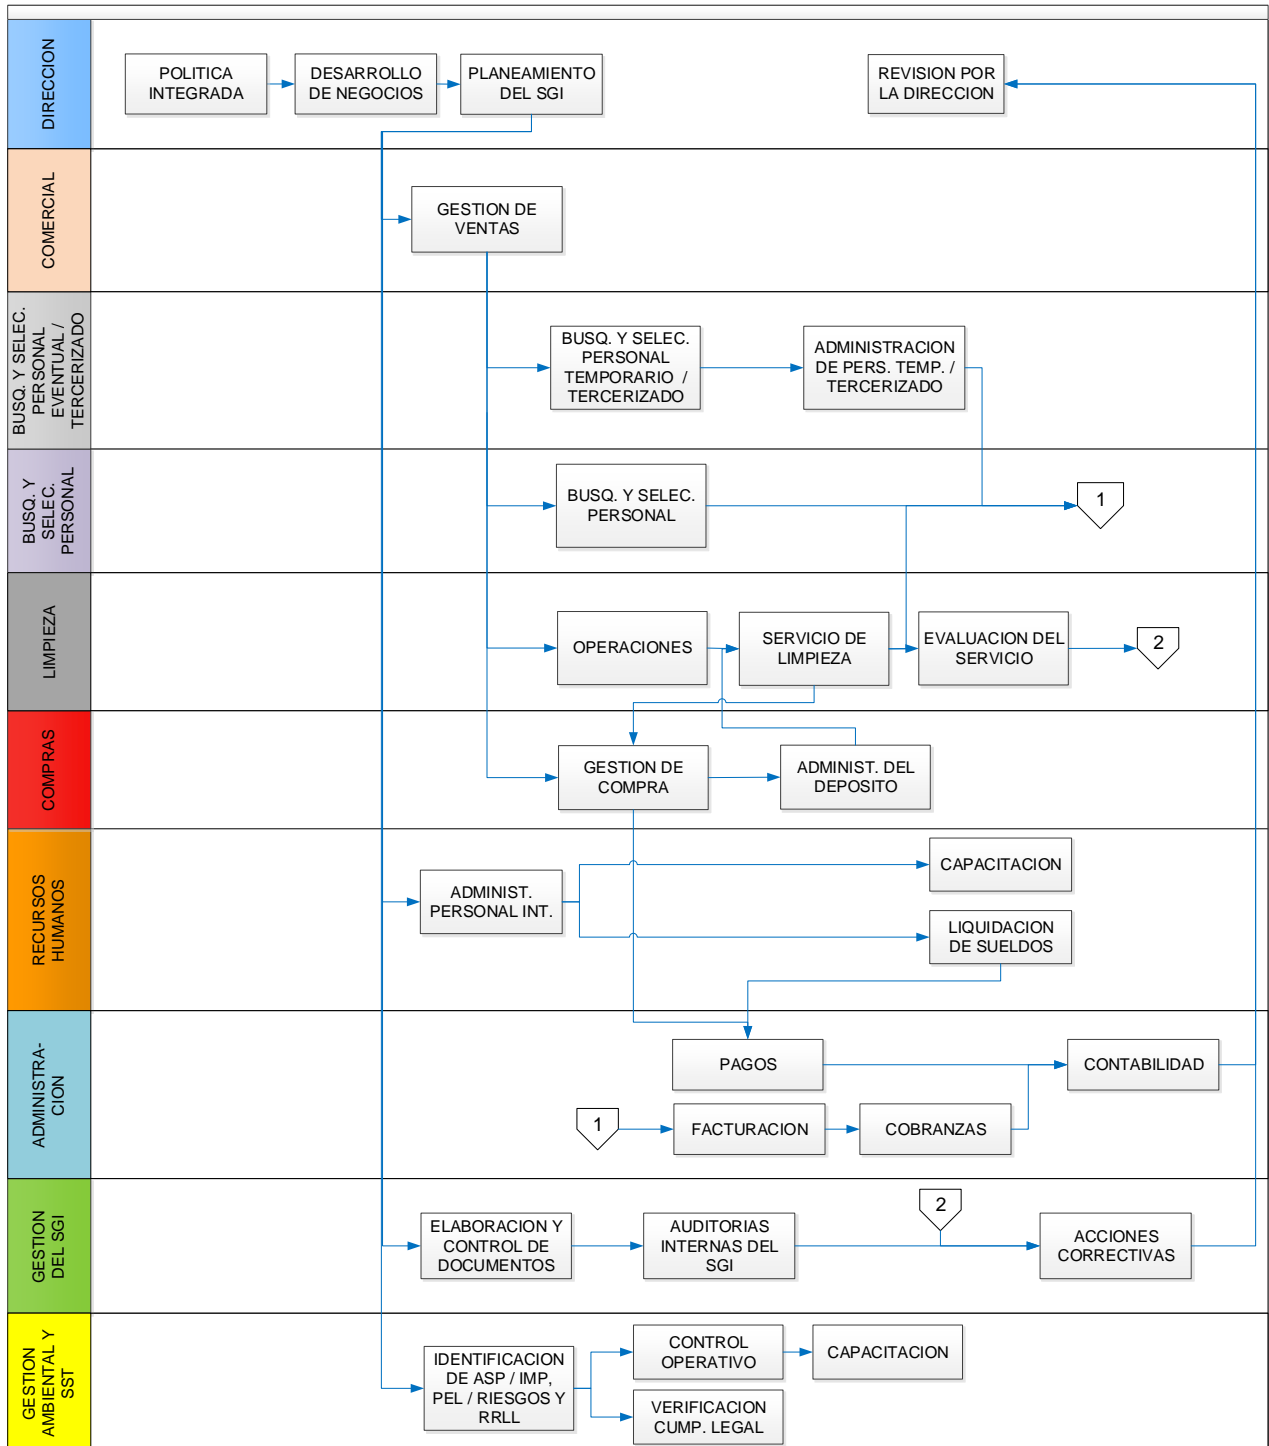 DIRECCION
POLITICA
INTEGRADA
DESARROLLO
DE NEGOCIOS
PLANEAMIENTO
DEL SGI
REVISION POR
LA DIRECCION
COMERCIAL
GESTION DE
VENTAS
BUSQ. Y SELEC.
PERSONAL
EVENTUAL /
TERCERIZADO
BUSQ. Y SELEC.
PERSONAL
TEMPORARIO /
TERCERIZADO
ADMINISTRACION
DE PERS. TEMP. /
TERCERIZADO
BUSQ. Y
SELEC.
PERSONAL
BUSQ. Y SELEC.
PERSONAL
1
LIMPIEZA
OPERACIONES
SERVICIO DE
LIMPIEZA
EVALUACION DEL
SERVICIO
2
COMPRAS
GESTION DE
COMPRA
ADMINIST. DEL
DEPOSITO
RECURSOS
HUMANOS
ADMINIST.
PERSONAL INT.
CAPACITACION
LIQUIDACION
DE SUELDOS
ADMINISTRA-
CION
PAGOS
CONTABILIDAD
1
FACTURACION
COBRANZAS
GESTION
DEL SGI
ELABORACION Y
CONTROL DE
DOCUMENTOS
AUDITORIAS
INTERNAS DEL
SGI
2
ACCIONES
CORRECTIVAS
GESTION
AMBIENTAL Y
SST
IDENTIFICACION
DE ASP / IMP,
PEL / RIESGOS Y
RRLL
CONTROL
OPERATIVO
CAPACITACION
VERIFICACION
CUMP. LEGAL